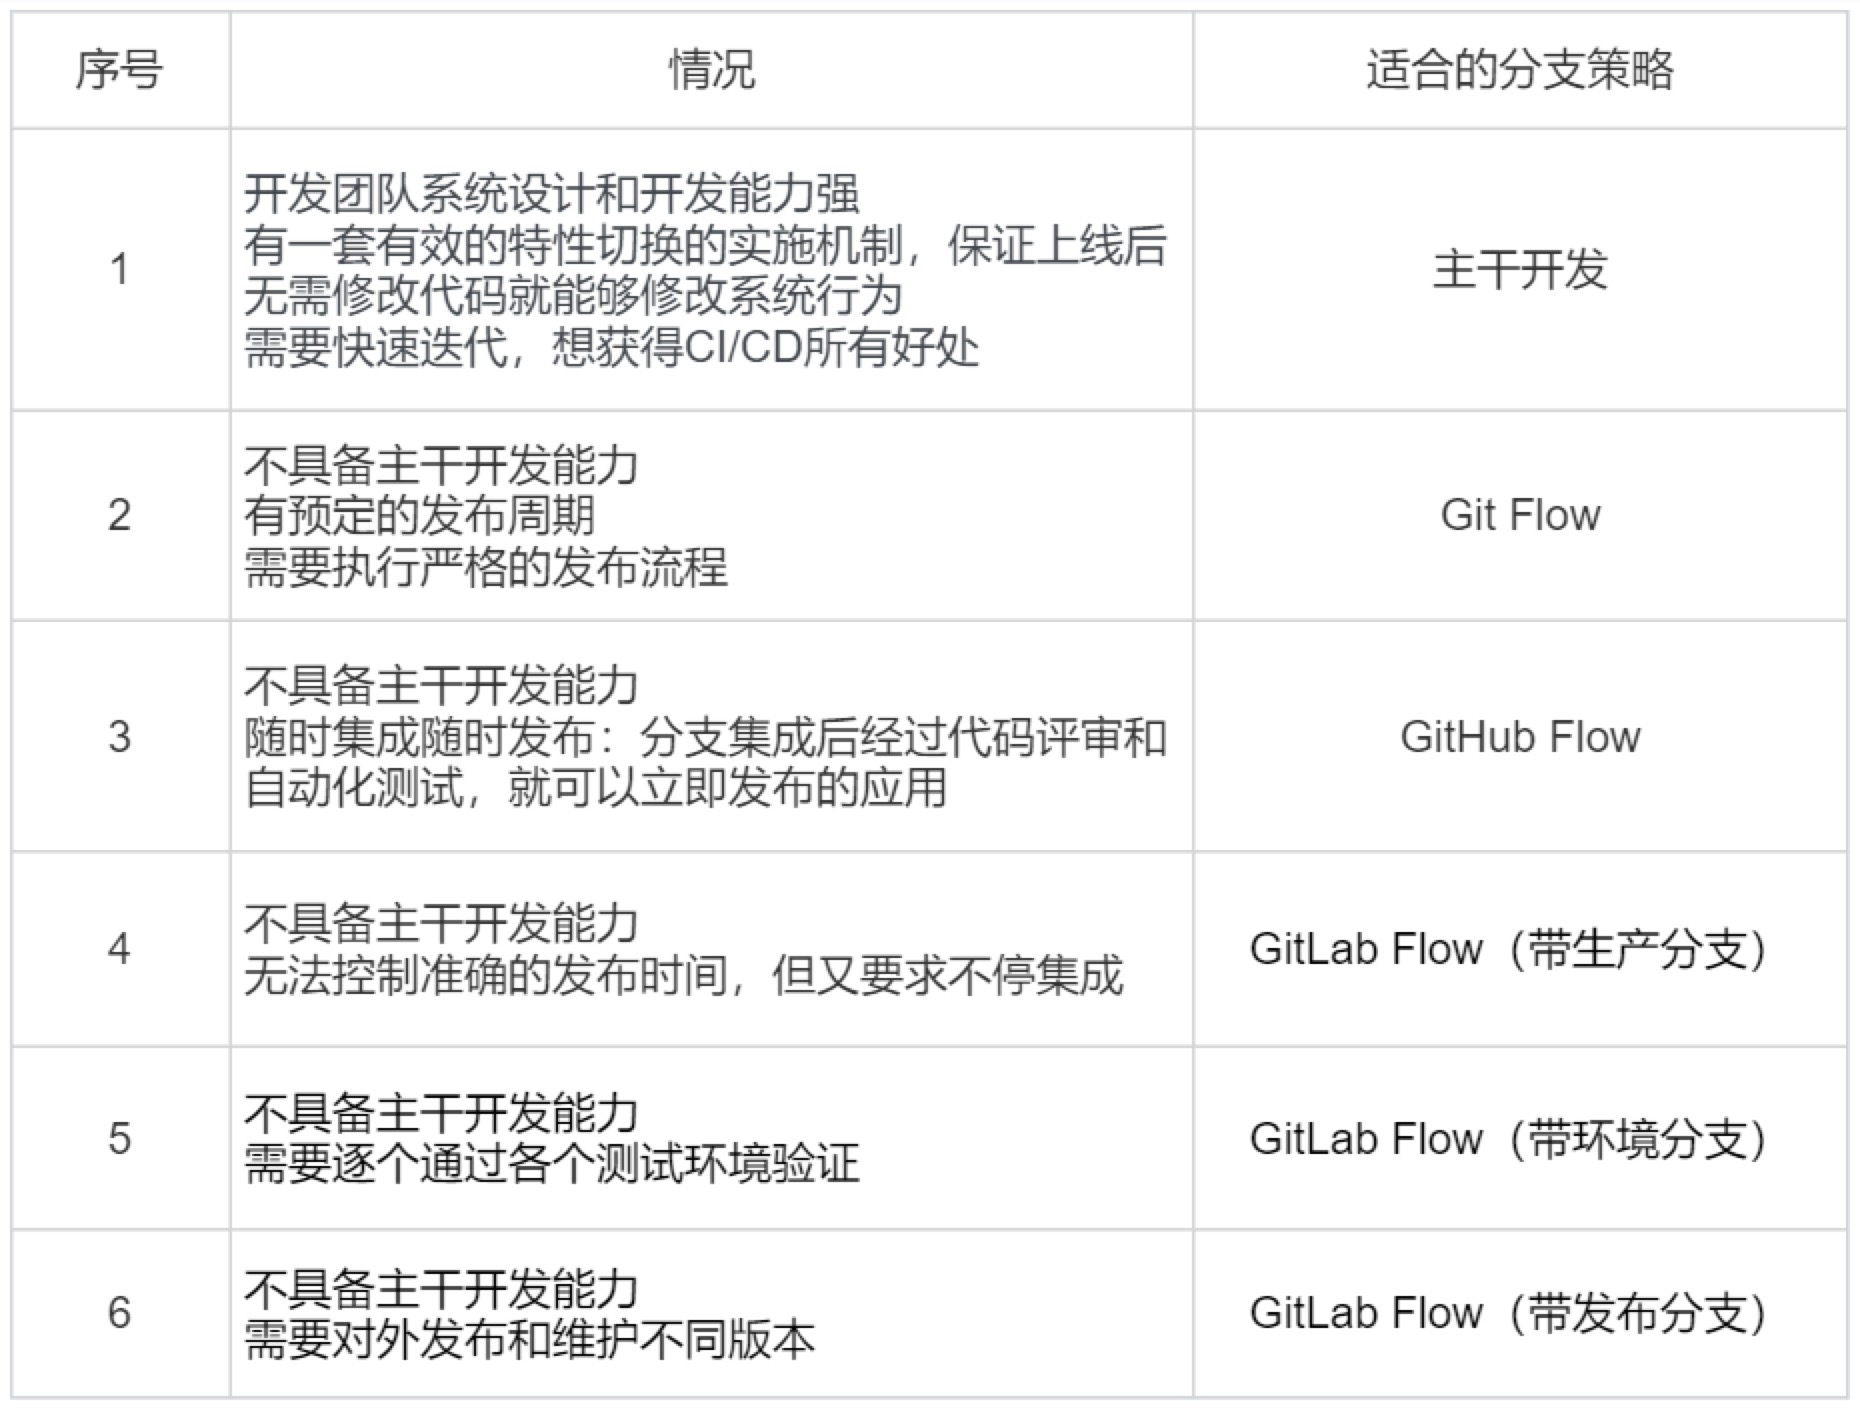 序号
情况
适合的分支策略
1
开发团队系统设计和开发能力强
有一套有效的特性切换的实施机制，保证上线后
无需修改代码就能够修改系统行为
需要快速迭代，想获得CI/CD所有好处
主干开发
2
不具备主干开发能力
有预定的发布周期
需要执行严格的发布流程
Git Flow
3
不具备主干开发能力
随时集成随时发布：分支集成后经过代码评审和
自动化测试，就可以立即发布的应用
GitHub Flow
4
不具备主干开发能力
无法控制准确的发布时间，但又要求不停集成
GitLab Flow（带生产分支）
5
不具备主干开发能力
需要逐个通过各个测试环境验证
GitLab Flow（带环境分支）
6
不具备主干开发能力
需要对外发布和维护不同版本
GitLab Flow（带发布分支）